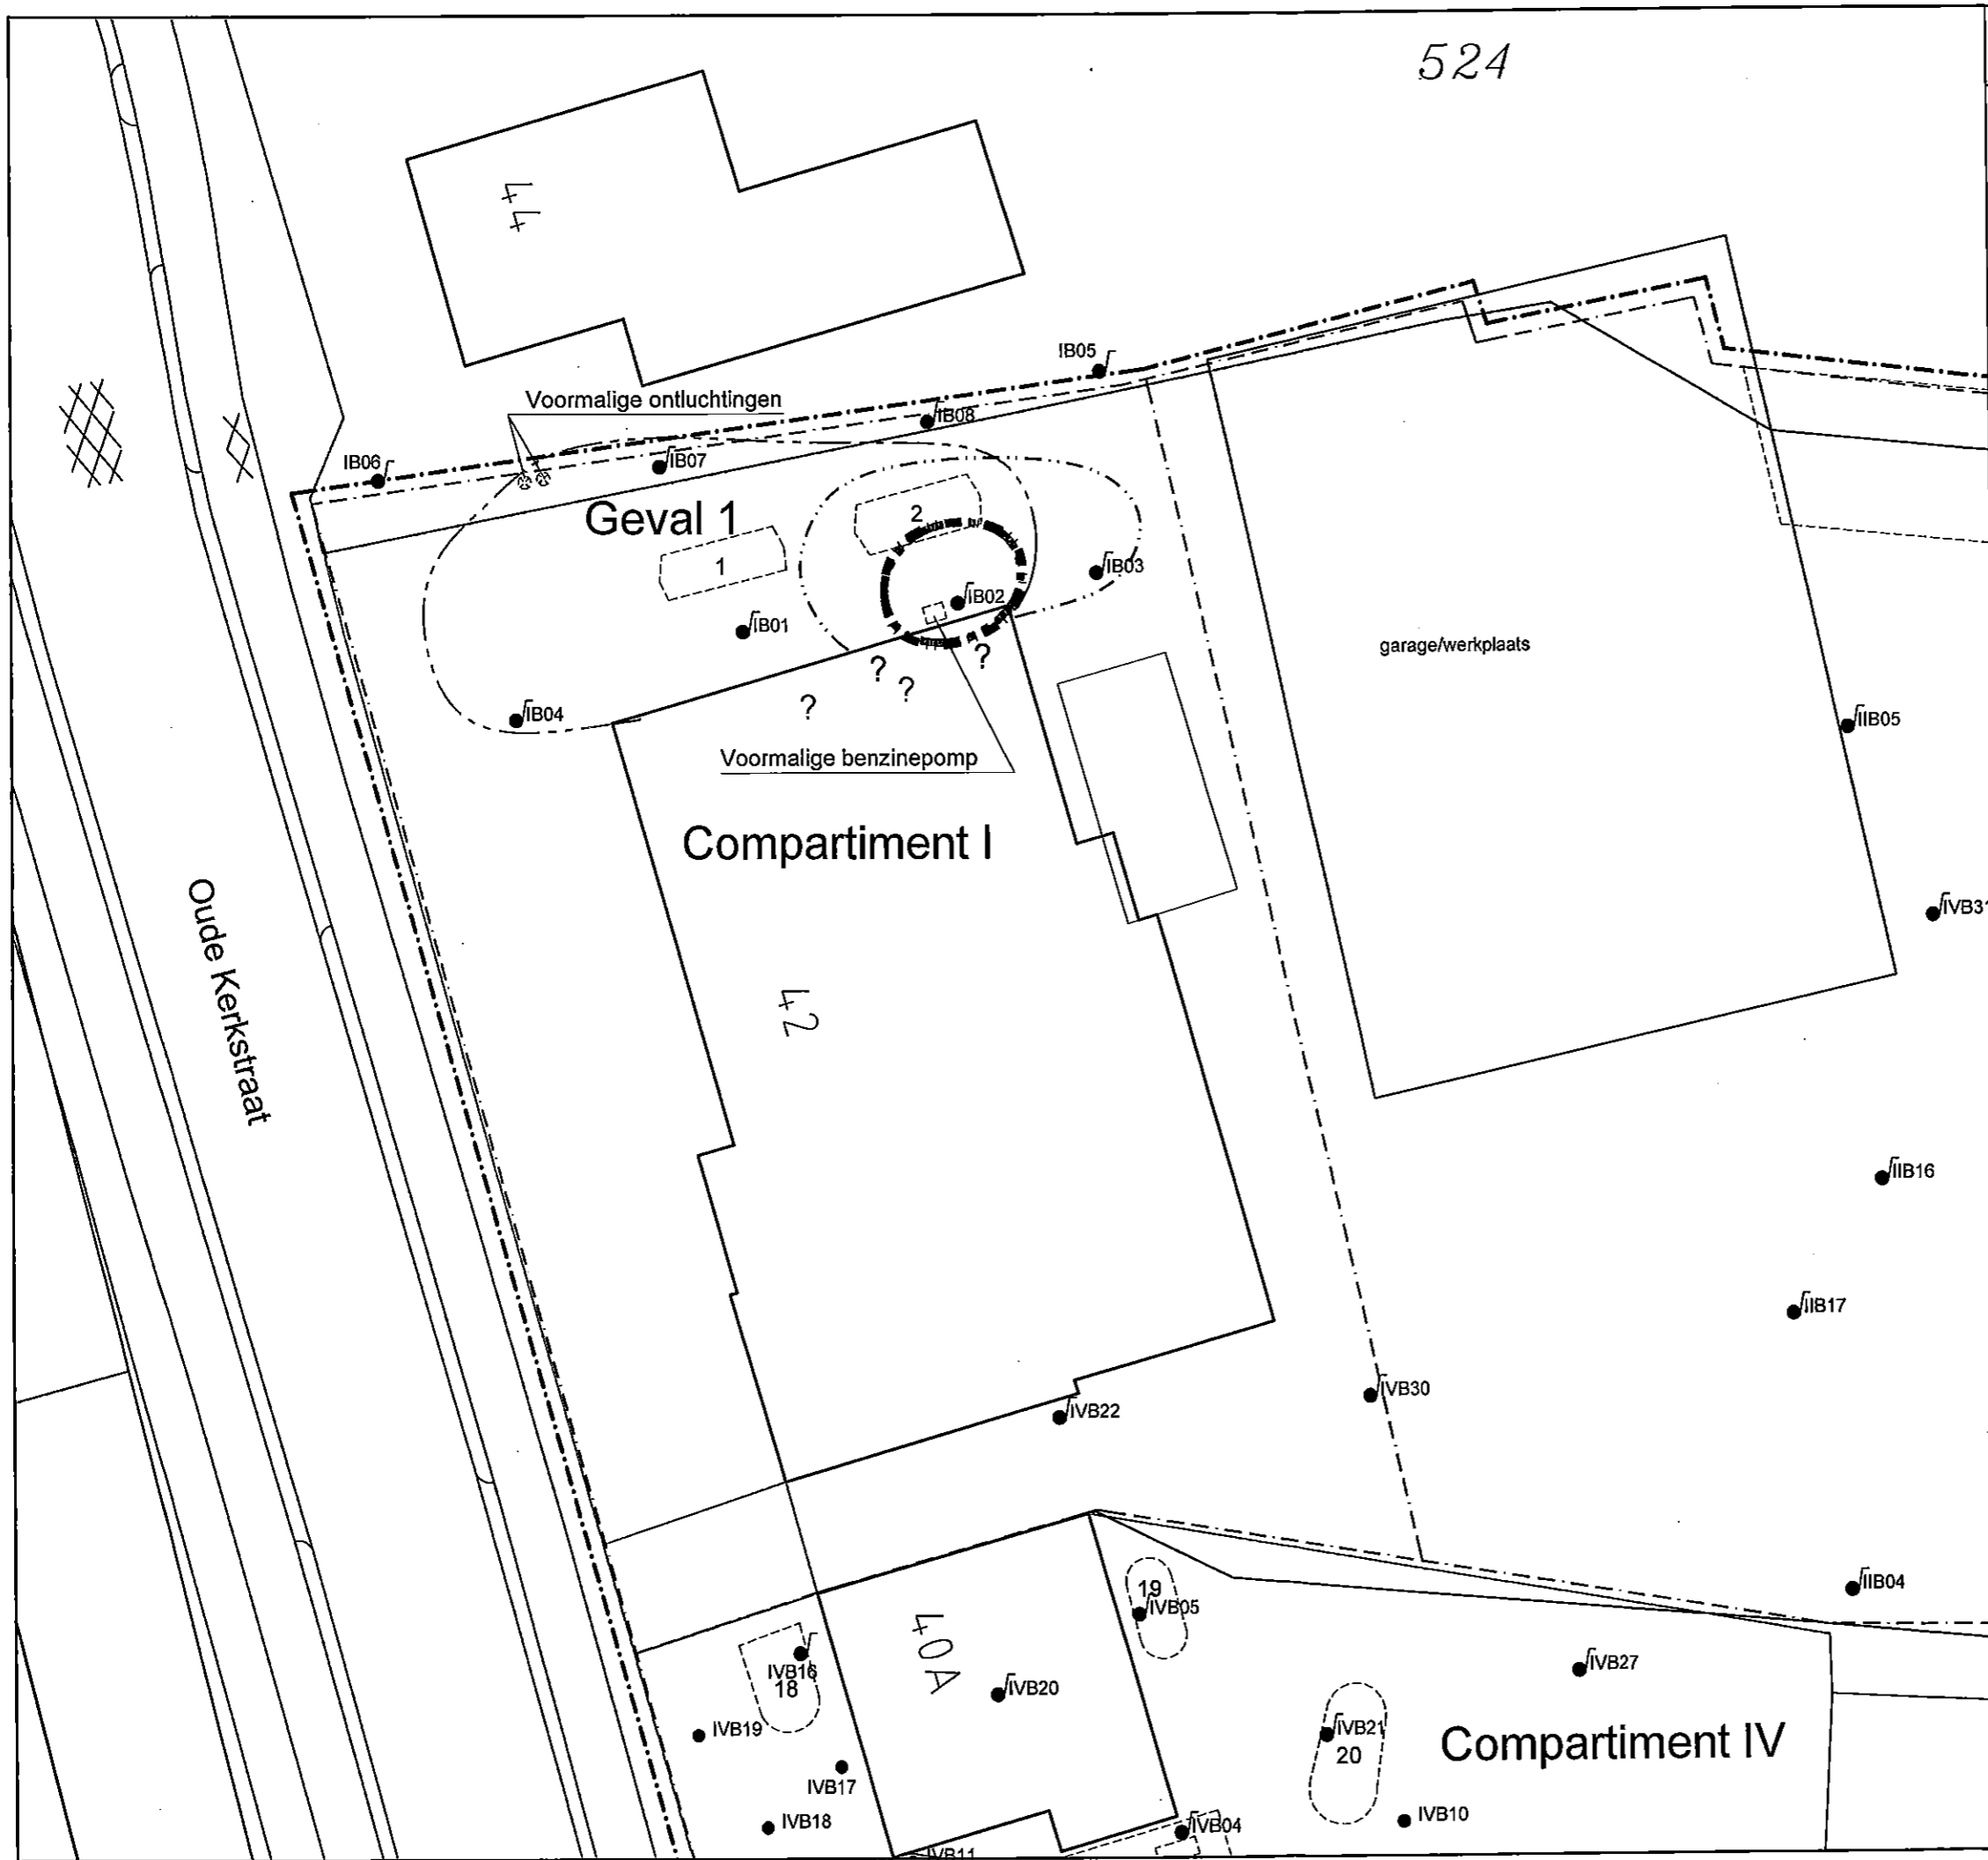 524
44
IB05
Voormalige ontluchtingen
IB08
IB06
IB07
Geval 1
2
1
IB03
IB02
IB01
garage/werkplaats
?
?
?
?
IB04
IIB05
Voormalige benzinepomp
Compartiment I
Oude Kerkstraat
IVB31
42
IIB16
IIB17
IVB30
IVB22
IIB04
19
IVB05
40A
IVB16
18
IVB27
IVB20
IVB19
IVB21
20
Compartiment IV
IVB17
IVB18
IVB10
IVB04
IVB11